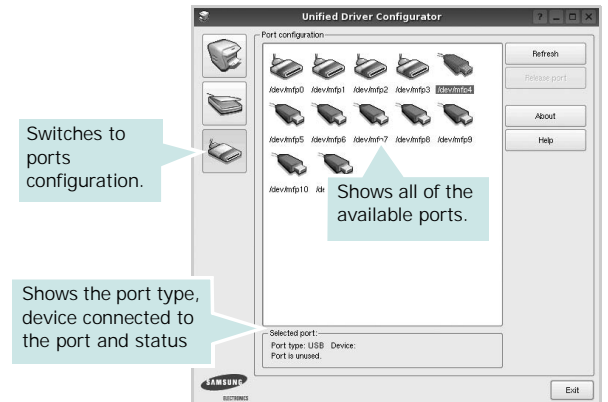 Unified Driver Configurator
Port configuration
/dev/mfp0 /dev/mfp1 /dev/mfp2 /dev/mfp3 /dev/mfp4
/dev/mfp5 /dev/mfp6 /dev/mfp7 /dev/mfp8 /dev/mfp9
/dev/mfp10
Refresh
Release port
About
Help
Switches to
ports
configuration.
Shows all of the
available ports.
Shows the port type,
device connected to
the port and status
Selected port:
Port type: USB Device:
Port is unused.
SAMSUNG
ELECTRONICS
Exit